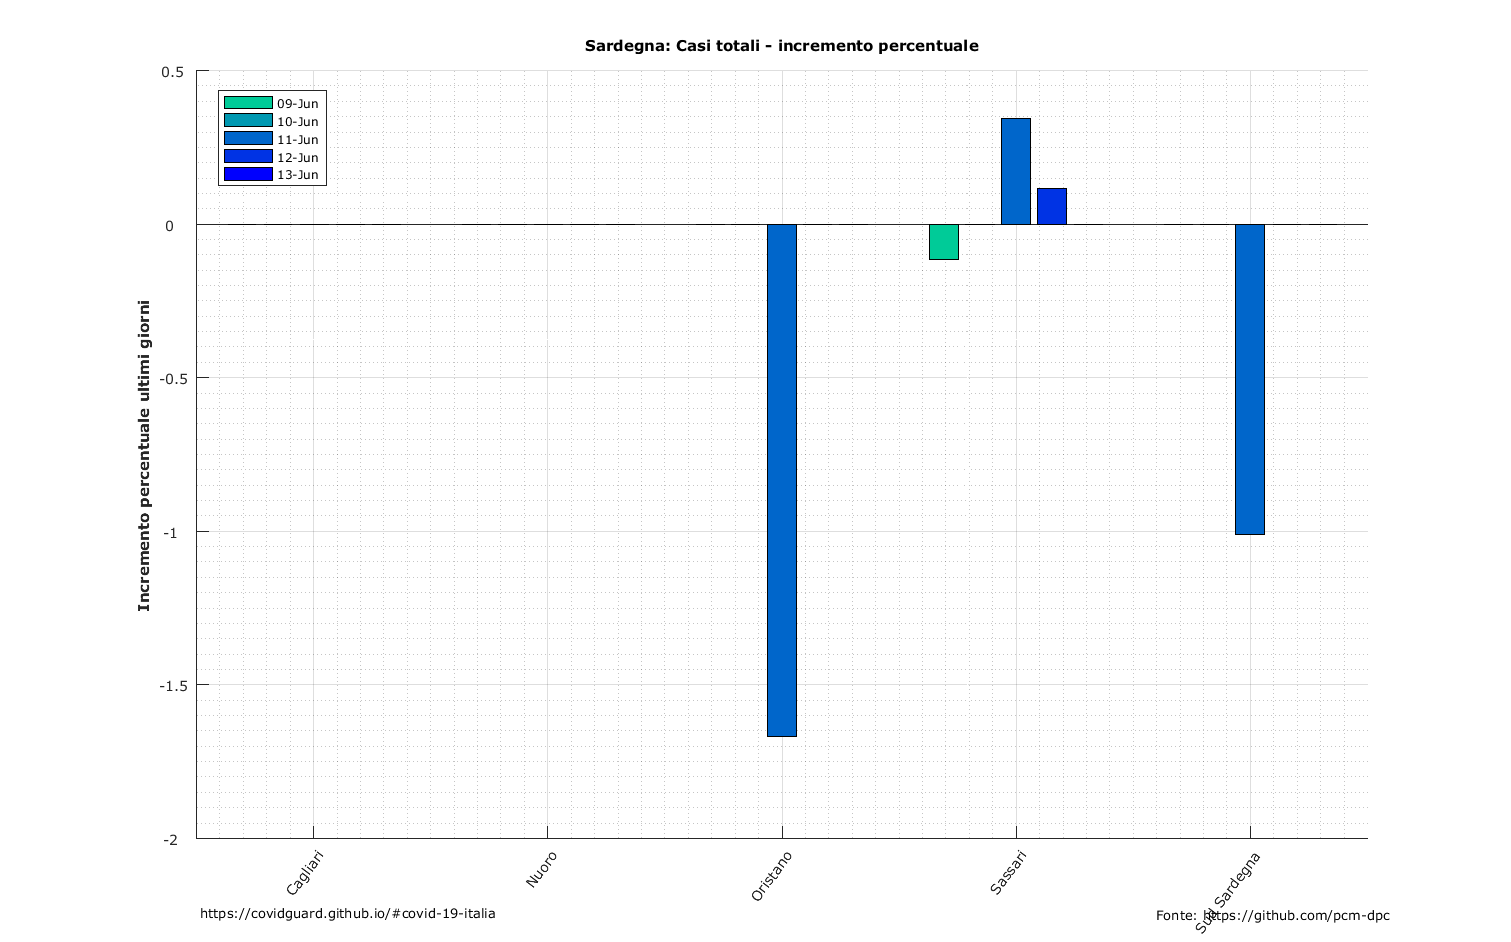 Sardegna: Casi totali - incremento percentuale
0.5
0
-0.5
-1
-1.5
-2
Incremento percentuale ultimi giorni
09-Jun
10-Jun
11-Jun
12-Jun
13-Jun
Cagliari
Nuoro
Oristano
Sassari
Sud Sardegna
https://covidguard.github.io/#covid-19-italia
Fonte: https://github.com/pcm-dpc